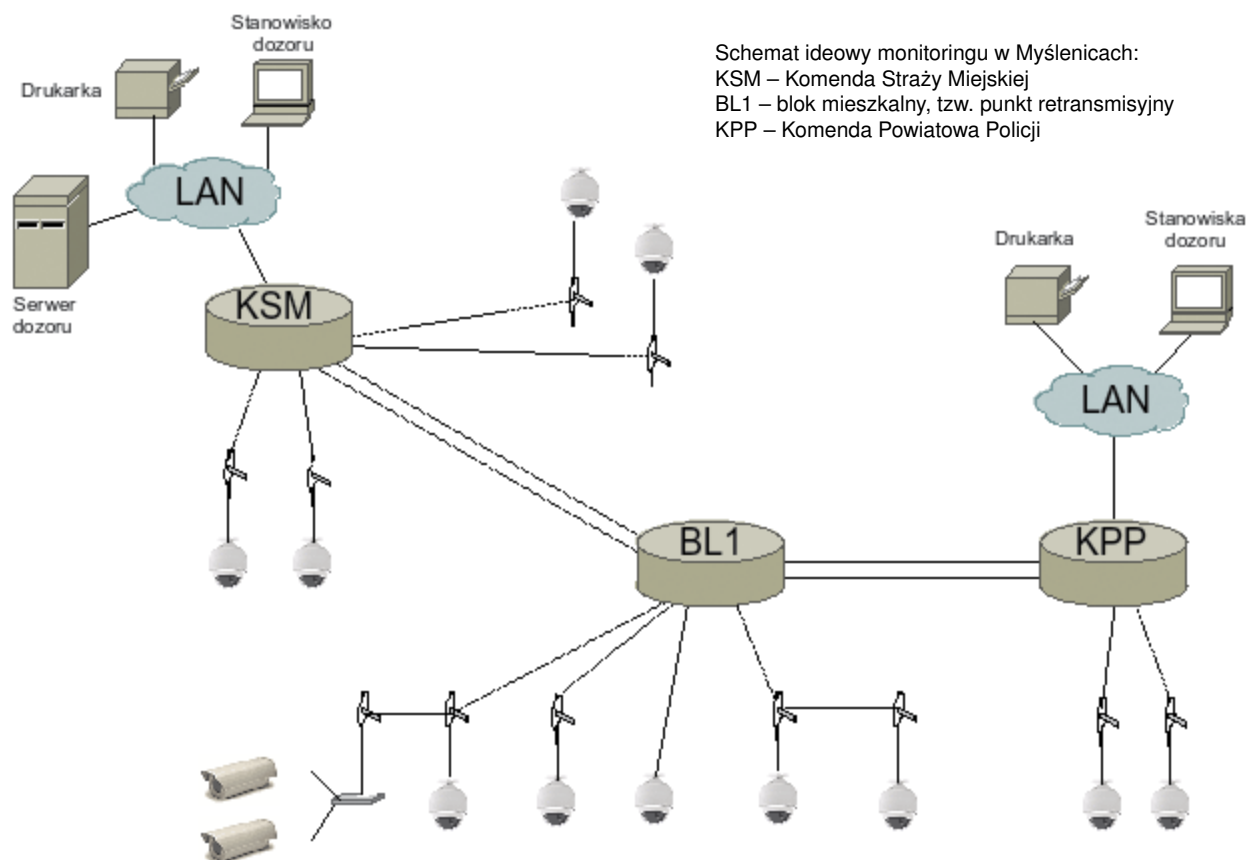 Stanowisko
dozoru
Drukarka
LAN
Serwer
dozoru
KSM
Schemat ideowy monitoringu w Myślenicach:
KSM – Komenda Straży Miejskiej
BL1 – blok mieszkalny, tzw. punkt retransmisyjny
KPP – Komenda Powiatowa Policji
Stanowiska
dozoru
Drukarka
LAN
BL1
KPP